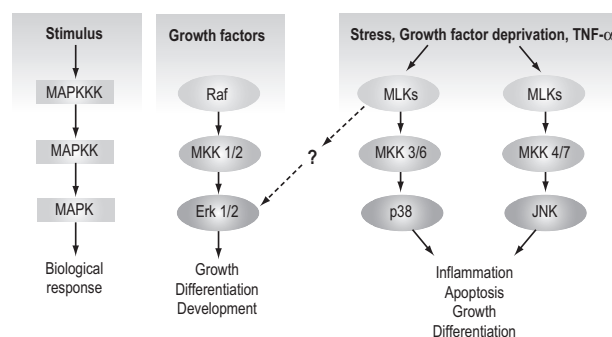 Stimulus
MAPKKK
MAPKK
MAPK
Biological
response
Growth factors
Raf
MKK 1/2
Erk 1/2
Growth
Differentiation
Development
?
Stress, Growth factor deprivation, TNF-α
MLKs
MKK 3/6
p38
MLKs
MKK 4/7
JNK
Inflammation
Apoptosis
Growth
Differentiation